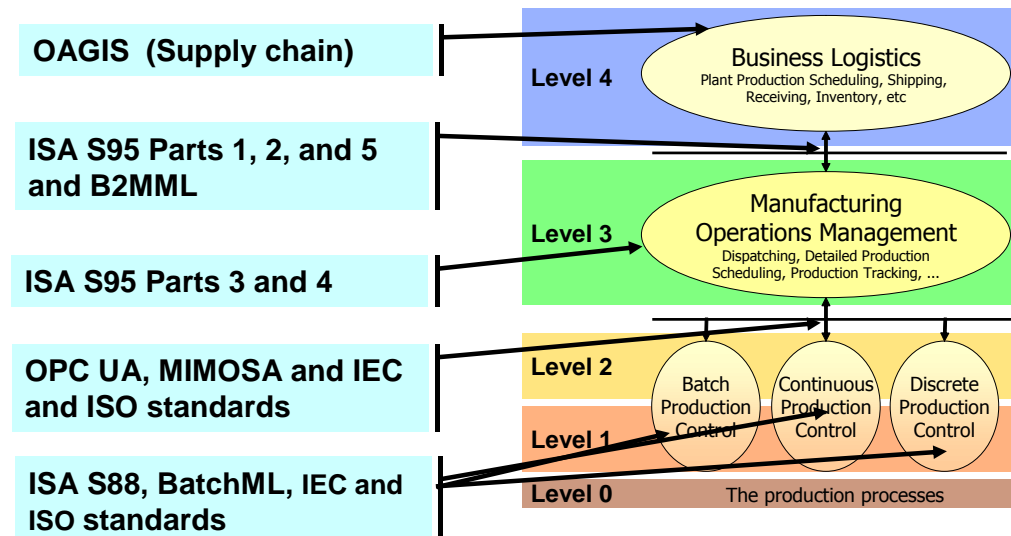 OAGIS (Supply chain)
ISA S95 Parts 1, 2, and 5
and B2MML
ISA S95 Parts 3 and 4
OPC UA, MIMOSA and IEC
and ISO standards
ISA S88, BatchML, IEC and
ISO standards
Level 4
Business Logistics
Plant Production Scheduling, Shipping,
Receiving, Inventory, etc
Level 3
Manufacturing
Operations Management
Dispatching, Detailed Production
Scheduling, Production Tracking, ...
Level 2
Level 1
Batch
Production
Control
Continuous
Production
Control
Discrete
Production
Control
Level 0
The production processes